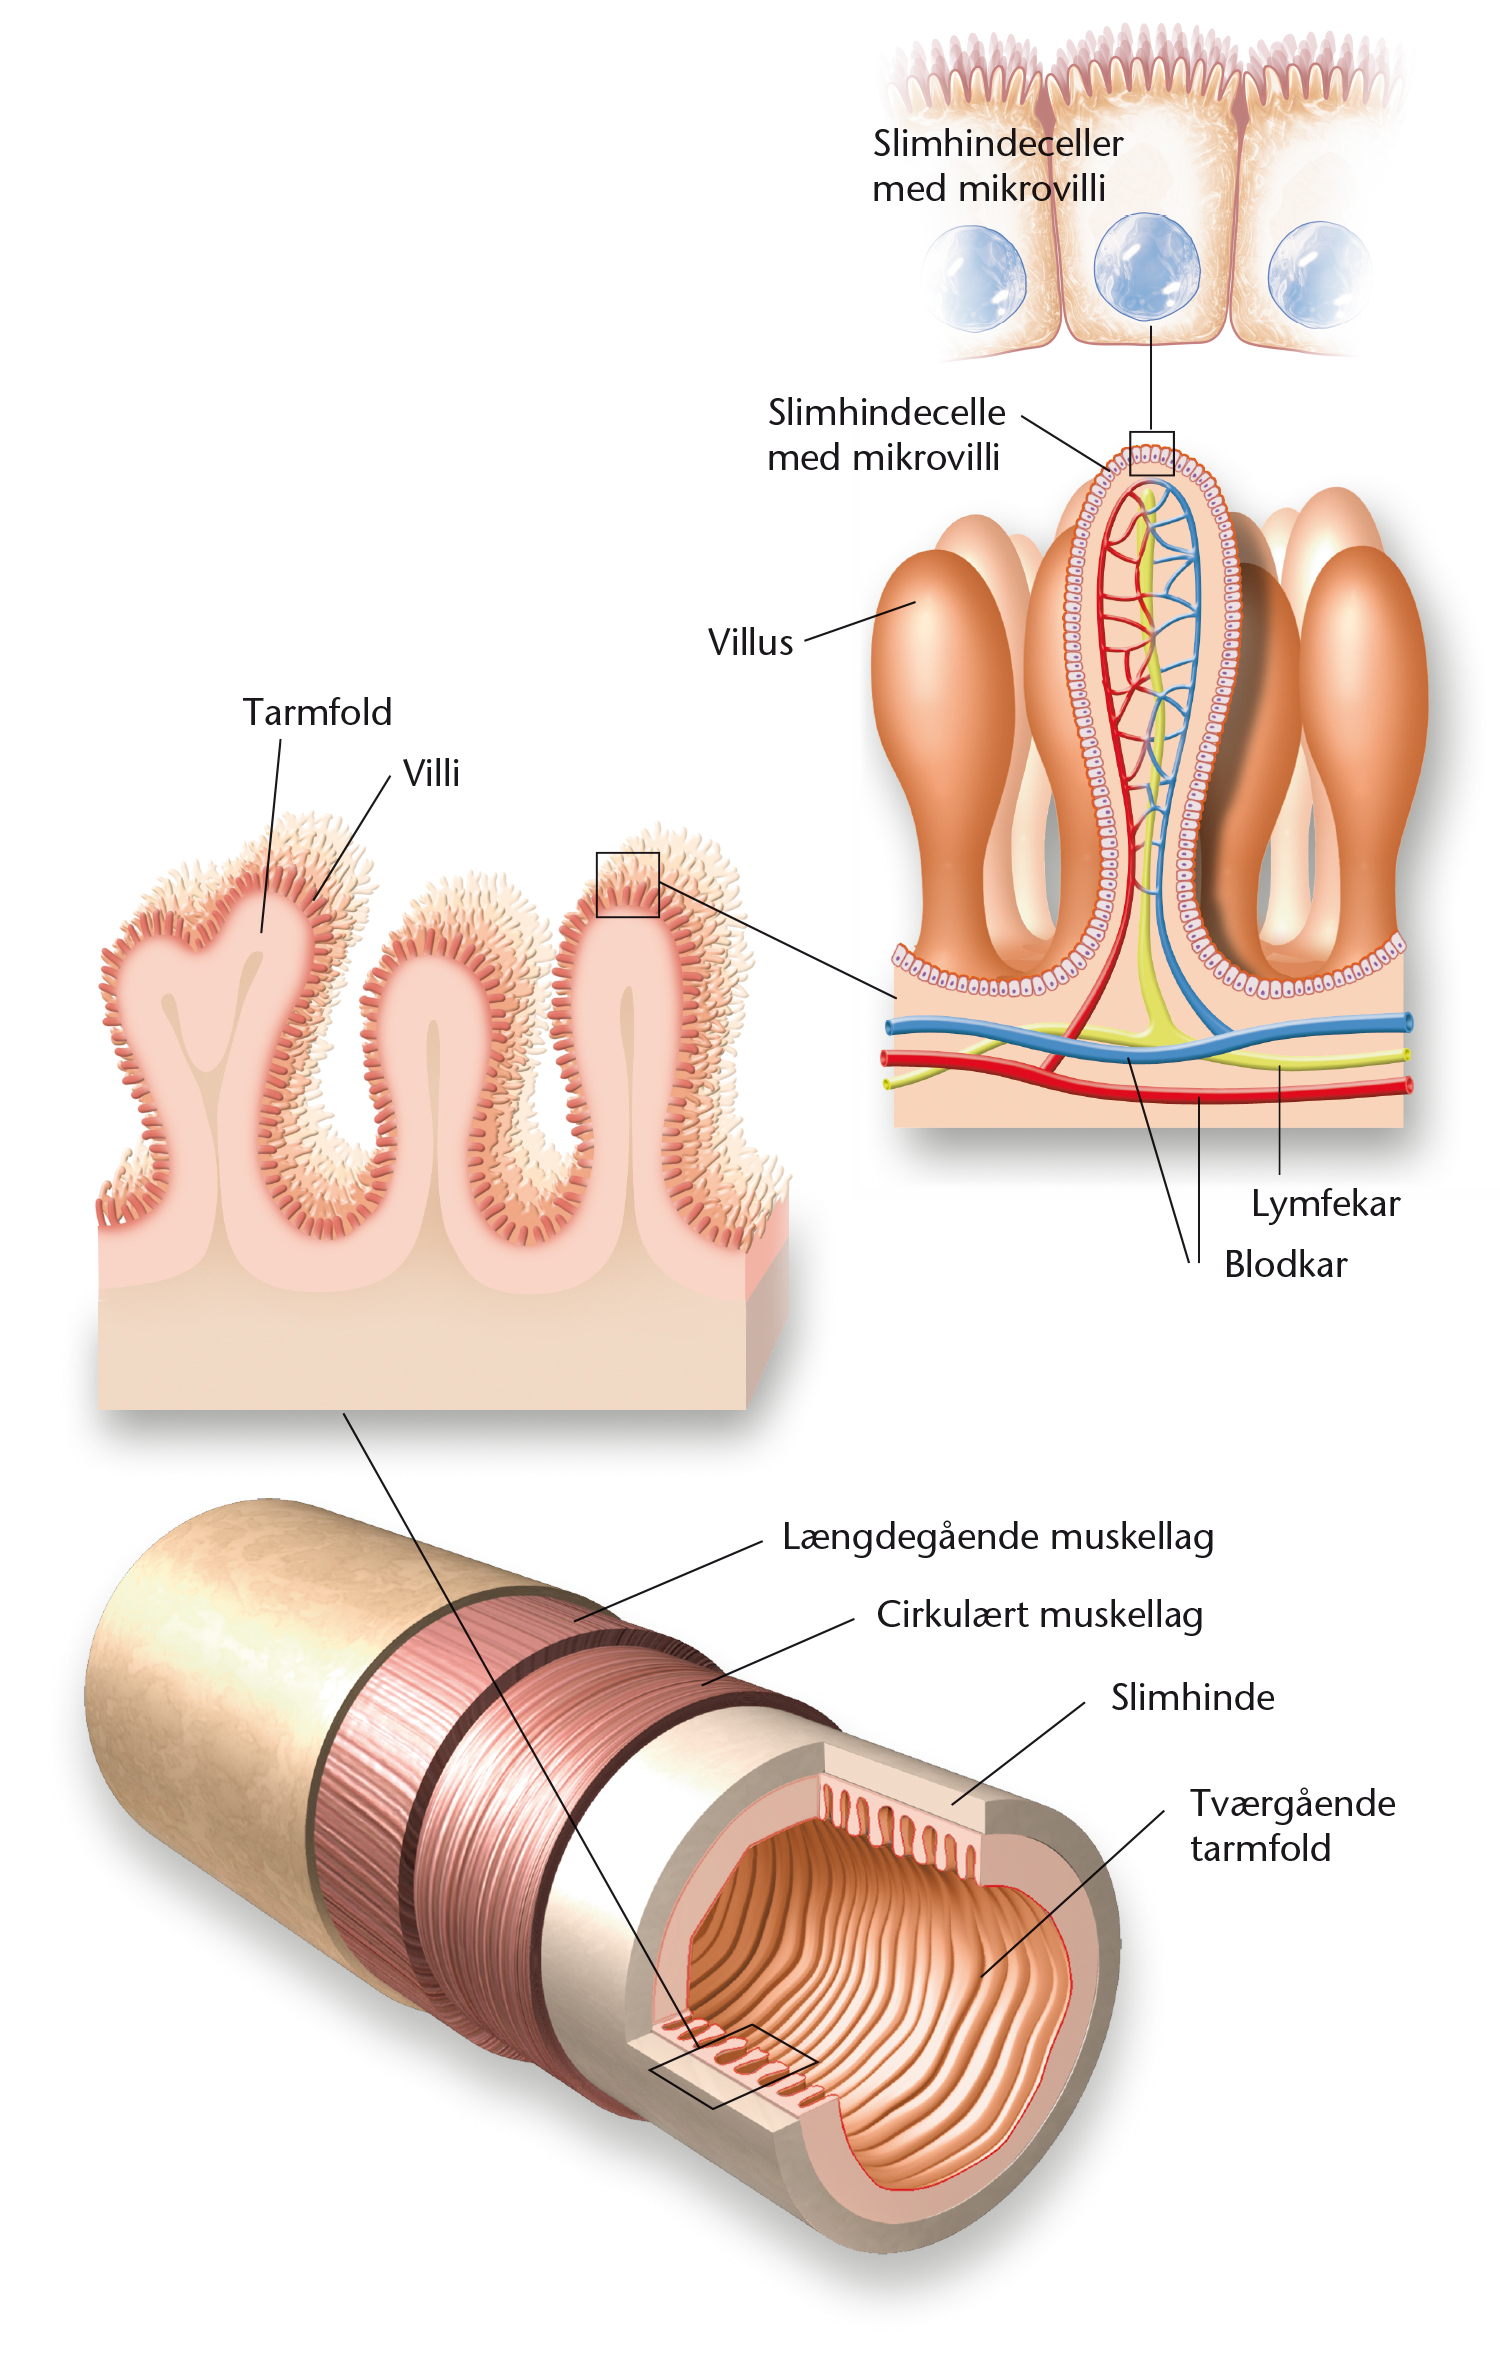 Slimhindeceller
med mikrovilli
Slimhindecelle
med mikrovilli
Villus
Tarmfold
Villi
Lymfekar
Blodkar
Længdegående muskellag
Cirkulært muskellag
Slimhinde
Tværgående
tarmfold